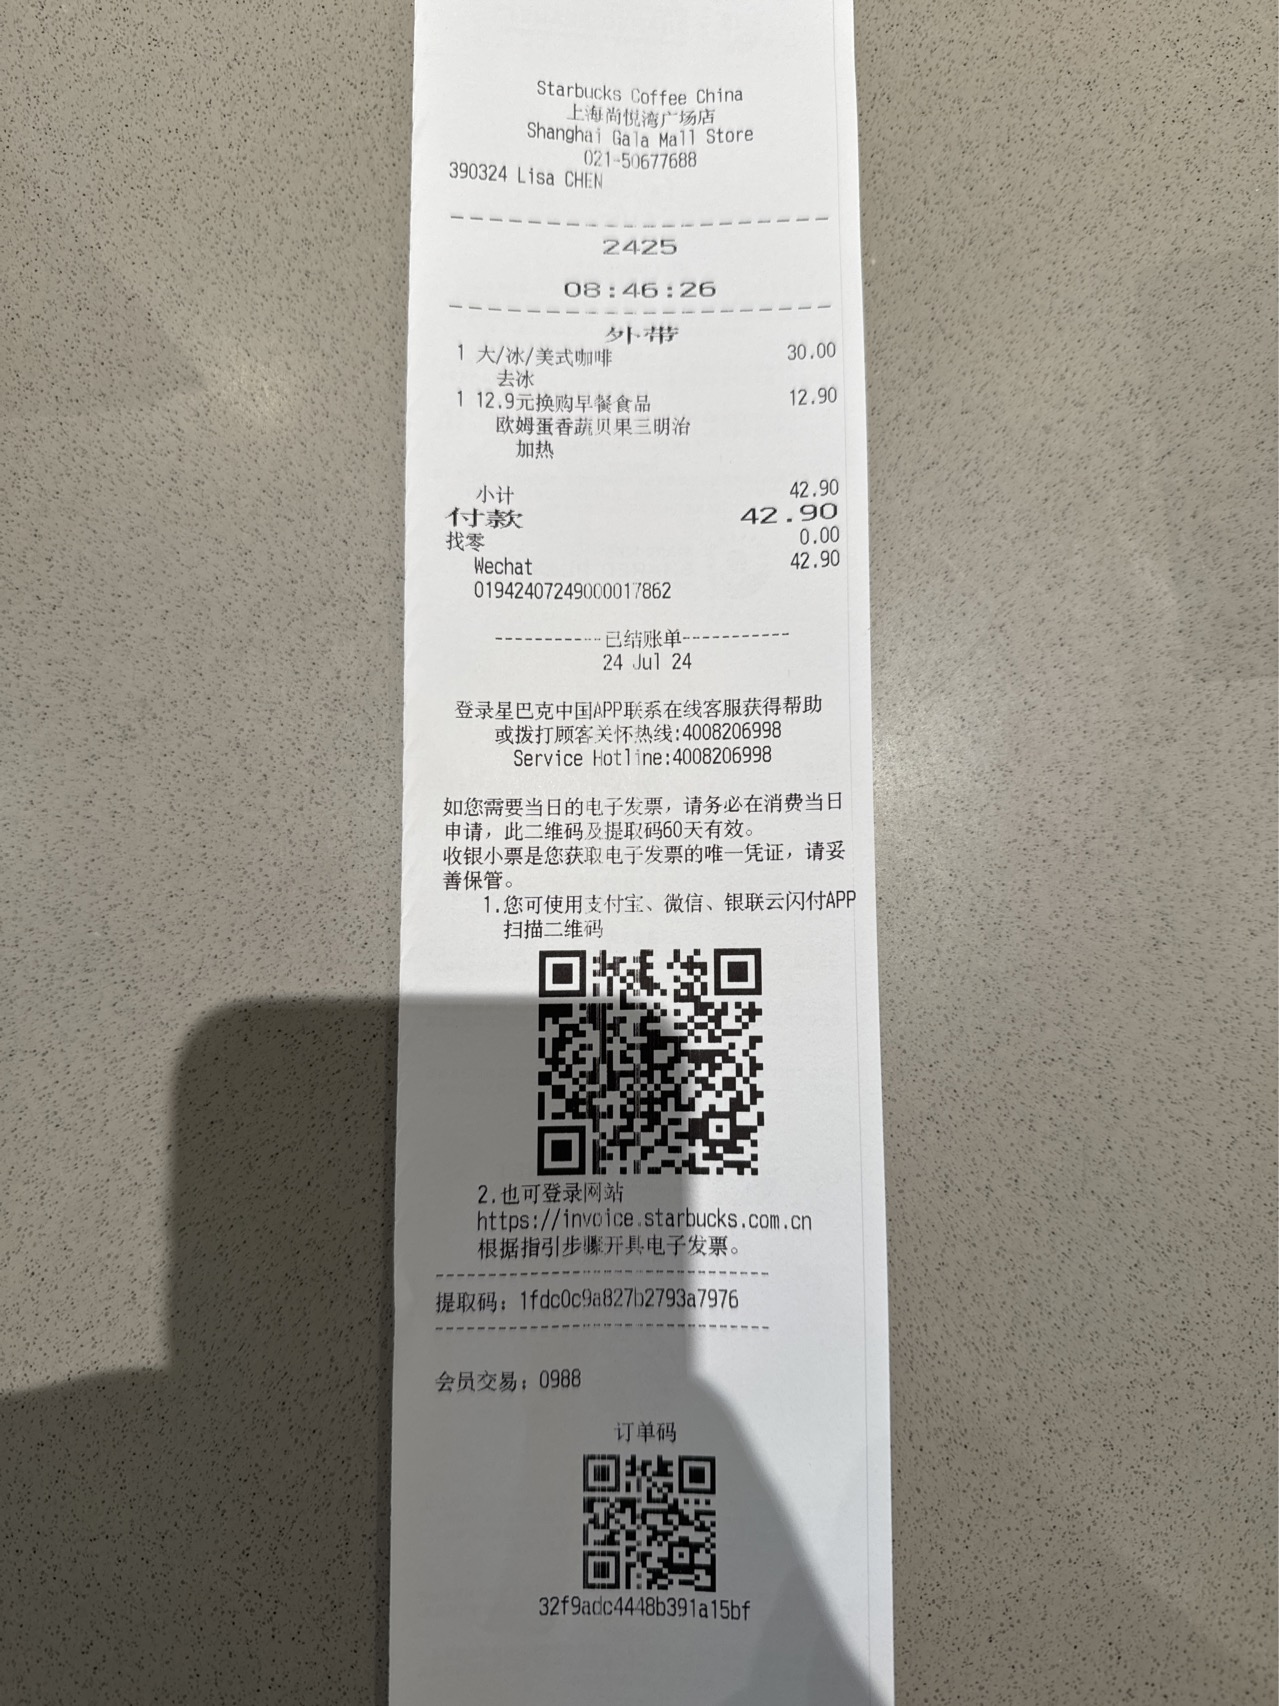 Starbucks Coffee China
上海尚悦湾广场店
Shanghai Gala Mall Store
021-50677688
390324 Lisa CHEN
2425
08:46:26
外带
1 大/冰/美式咖啡 30.00
去冰
1 12.9元换购早餐食品 12.90
欧姆蛋香蔬贝果三明治
加热
小计 42.90
付款 42.90
找零 0.00
Wechat 42.90
01942407249000017862
-----------已结账单-----------
24 Jul 24
登录星巴克中国APP联系在线客服获得帮助
或拨打顾客关怀热线:4008206998
Service Hotline:4008206998
如您需要当日的电子发票，请务必在消费当日
申请，此二维码及提取码60天有效。
收银小票是您获取电子发票的唯一凭证，请妥
善保管。
1.您可使用支付宝、微信、银联云闪付APP
扫描二维码
2.也可登录网站
https://invoice.starbucks.com.cn
根据指引步骤开具电子发票。
提取码：1fdc0c9a827b2793a7976
会员交易：0988
订单码
32f9adc4448b391a15bf